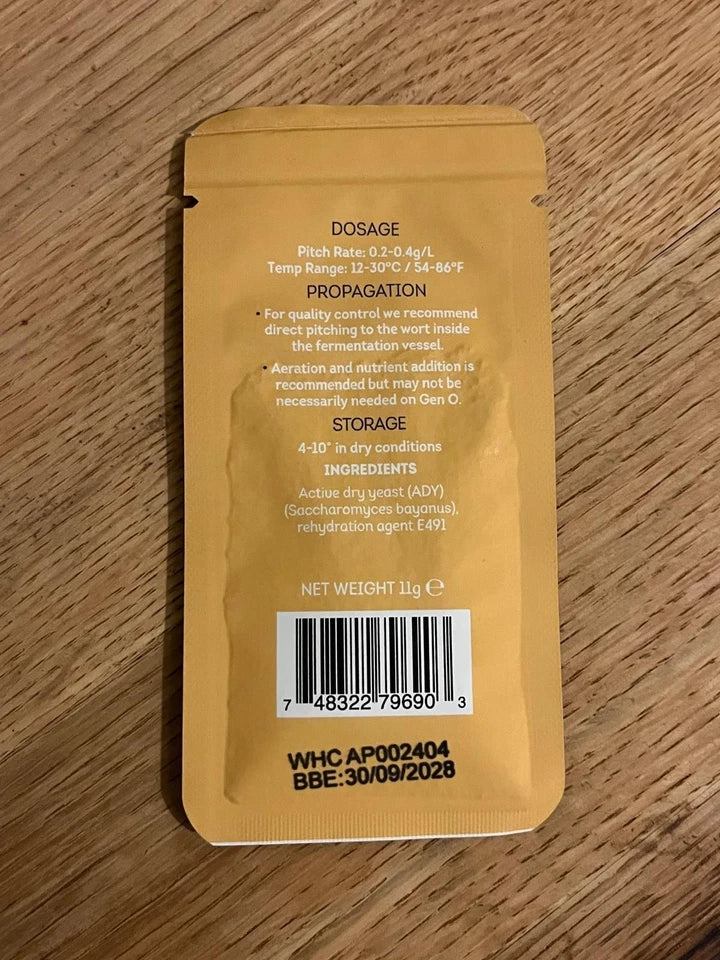 DOSAGE
Pitch Rate: 0.2-0.4g/L
Temp Range: 12-30°C / 54-86°F
PROPAGATION
• For quality control we recommend
direct pitching to the wort inside
the fermentation vessel.
• Aeration and nutrient addition is
recommended but may not be
necessarily needed on Gen 0.
STORAGE
4-10° in dry conditions
INGREDIENTS
Active dry yeast (ADY)
(Saccharomyces bayanus),
rehydration agent E491
NET WEIGHT 11g ℮
7 48322 79690 3
WHC AP002404
BBE:30/09/2028